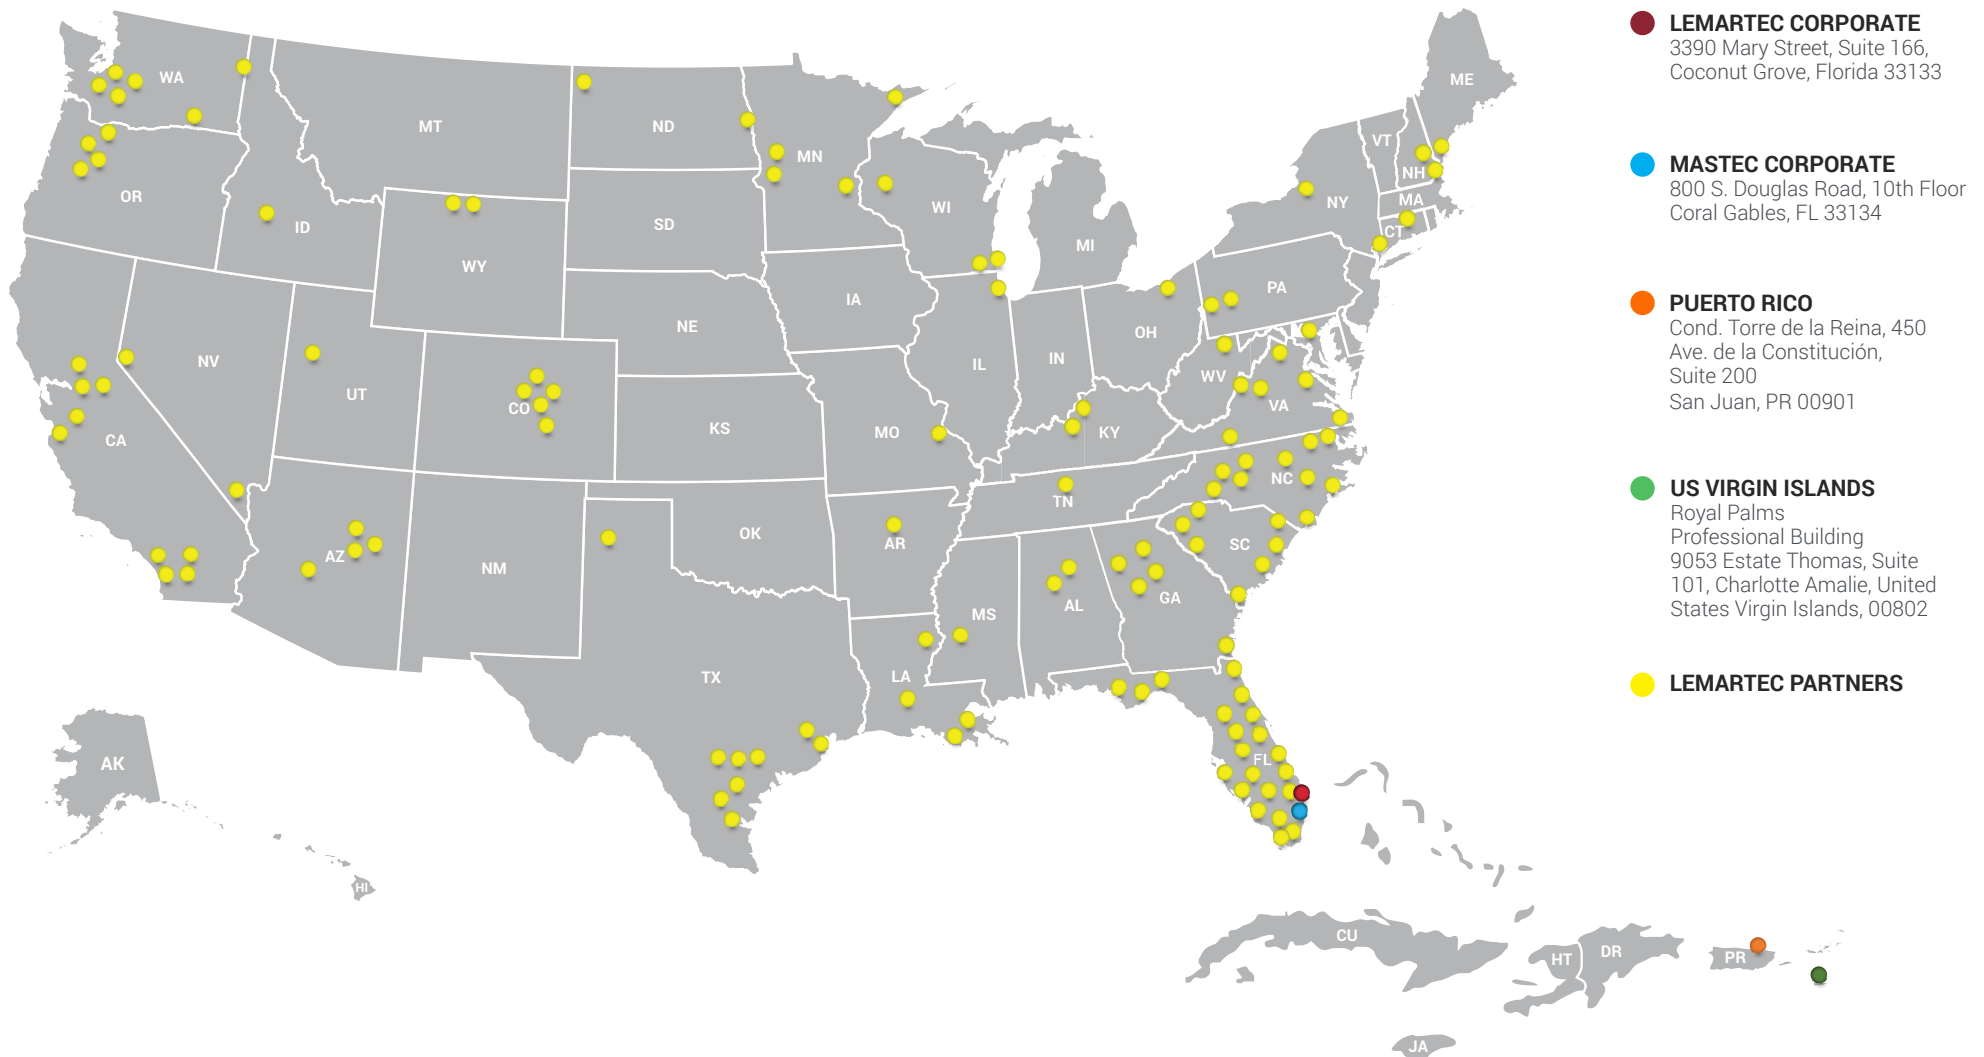 WA
MT
ND
MN
OR
ID
WY
SD
WI
MI
NY
VT
NH
ME
MA
CT
PA
IA
NE
NV
UT
CO
CA
KS
MO
IL
IN
OH
WV
VA
KY
AZ
NM
OK
AR
TN
NC
SC
MS
AL
GA
TX
LA
FL
AK
HI
CU
HT
DR
PR
JA
LEMARTEC CORPORATE
3390 Mary Street, Suite 166,
Coconut Grove, Florida 33133
MASTEC CORPORATE
800 S. Douglas Road, 10th Floor
Coral Gables, FL 33134
PUERTO RICO
Cond. Torre de la Reina, 450
Ave. de la Constitución,
Suite 200
San Juan, PR 00901
US VIRGIN ISLANDS
Royal Palms
Professional Building
9053 Estate Thomas, Suite
101, Charlotte Amalie, United
States Virgin Islands, 00802
LEMARTEC PARTNERS